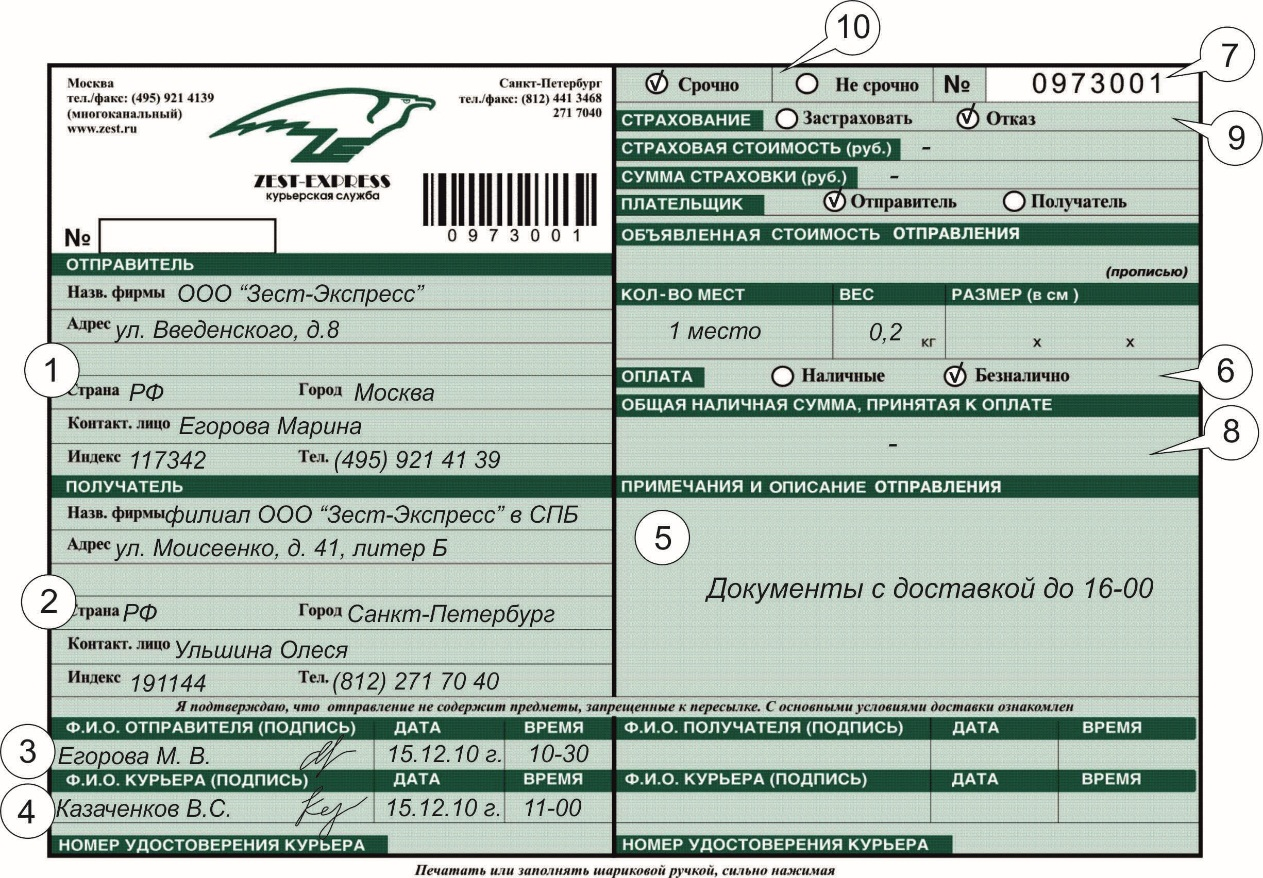 Москва
тел./факс: (495) 921 4139
(многоканальный)
www.zest.ru
Санкт-Петербург
тел./факс: (812) 441 3468
271 7040
ZE
ZEST-EXPRESS
курьерская служба
0973001
№
ОТПРАВИТЕЛЬ
Назв. фирмы ООО “Зест-Экспресс”
Адрес ул. Введенского, д.8
1
Страна РФ Город Москва
Контакт. лицо Егорова Марина
Индекс 117342 Тел. (495) 921 41 39
ПОЛУЧАТЕЛЬ
Назв. фирмы филиал ООО “Зест-Экспресс” в СПБ
Адрес ул. Моисеенко, д. 41, литер Б
2
Страна РФ Город Санкт-Петербург
Контакт. лицо Ульшина Олеся
Индекс 191144 Тел. (812) 271 70 40
10
7
Срочно Не срочно № 0973001
СТРАХОВАНИЕ Застраховать Отказ
9
СТРАХОВАЯ СТОИМОСТЬ (руб.) -
СУММА СТРАХОВКИ (руб.) -
ПЛАТЕЛЬЩИК Отправитель Получатель
ОБЪЯВЛЕННАЯ СТОИМОСТЬ ОТПРАВЛЕНИЯ
(прописью)
КОЛ-ВО МЕСТ ВЕС РАЗМЕР (в см )
1 место 0,2 кг х х
ОПЛАТА Наличные Безналично
6
ОБЩАЯ НАЛИЧНАЯ СУММА, ПРИНЯТАЯ К ОПЛАТЕ
-
8
ПРИМЕЧАНИЯ И ОПИСАНИЕ ОТПРАВЛЕНИЯ
5
Документы с доставкой до 16-00
Я подтверждаю, что отправление не содержит предметы, запрещенные к пересылке. С основными условиями доставки ознакомлен
Ф.И.О. ОТПРАВИТЕЛЯ (ПОДПИСЬ) ДАТА ВРЕМЯ Ф.И.О. ПОЛУЧАТЕЛЯ (ПОДПИСЬ) ДАТА ВРЕМЯ
3
Егорова М. В. 15.12.10 г. 10-30
Ф.И.О. КУРЬЕРА (ПОДПИСЬ) ДАТА ВРЕМЯ Ф.И.О. КУРЬЕРА (ПОДПИСЬ) ДАТА ВРЕМЯ
4
Казаченков В.С. 15.12.10 г. 11-00
НОМЕР УДОСТОВЕРЕНИЯ КУРЬЕРА НОМЕР УДОСТОВЕРЕНИЯ КУРЬЕРА
Печатать или заполнять шариковой ручкой, сильно нажимая